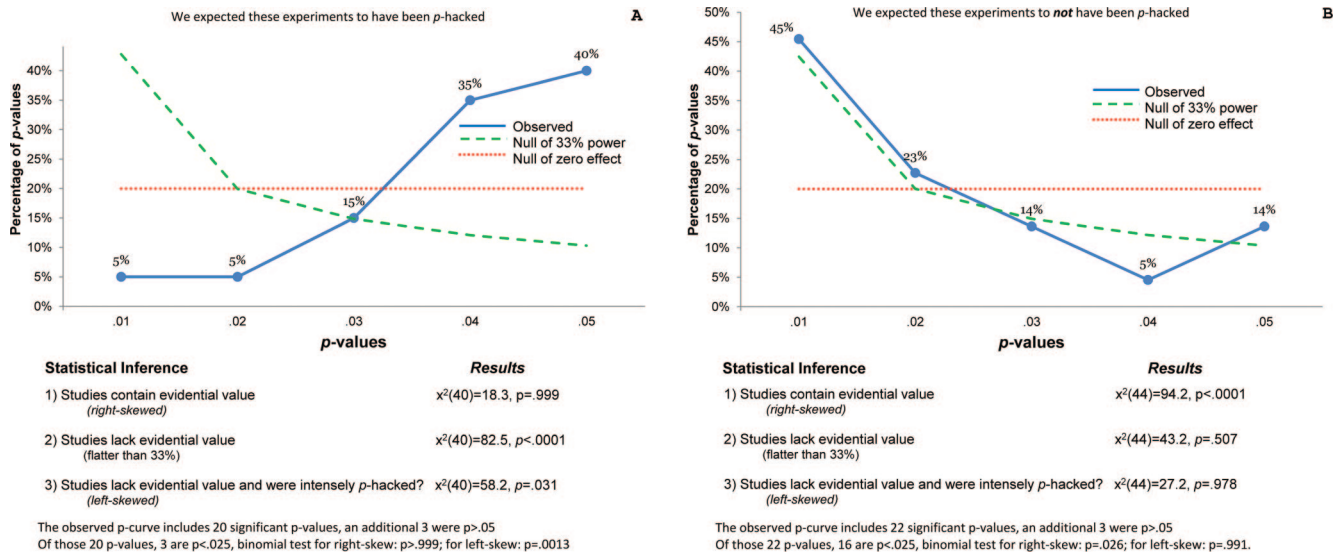 We expected these experiments to have been p-hacked
A
Percentage of p-values
40%
35%
30%
25%
20%
15%
10%
5%
0%
5%
5%
15%
35%
40%
Observed
Null of 33% power
Null of zero effect
.01
.02
.03
.04
.05
p-values
Statistical Inference
Results
1) Studies contain evidential value
(right-skewed)
x²(40)=18.3, p=.999
2) Studies lack evidential value
(flatter than 33%)
x²(40)=82.5, p<.0001
3) Studies lack evidential value and were intensely p-hacked?
(left-skewed)
x²(40)=58.2, p=.031
The observed p-curve includes 20 significant p-values, an additional 3 were p>.05
Of those 20 p-values, 3 are p<.025, binomial test for right-skew: p>.999; for left-skew: p=.0013
We expected these experiments to not have been p-hacked
B
Percentage of p-values
50%
45%
40%
35%
30%
25%
20%
15%
10%
5%
0%
45%
23%
14%
5%
14%
Observed
Null of 33% power
Null of zero effect
.01
.02
.03
.04
.05
p-values
Statistical Inference
Results
1) Studies contain evidential value
(right-skewed)
x²(44)=94.2, p<.0001
2) Studies lack evidential value
(flatter than 33%)
x²(44)=43.2, p=.507
3) Studies lack evidential value and were intensely p-hacked?
(left-skewed)
x²(44)=27.2, p=.978
The observed p-curve includes 22 significant p-values, an additional 3 were p>.05
Of those 22 p-values, 16 are p<.025, binomial test for right-skew: p=.026; for left-skew: p=.991.